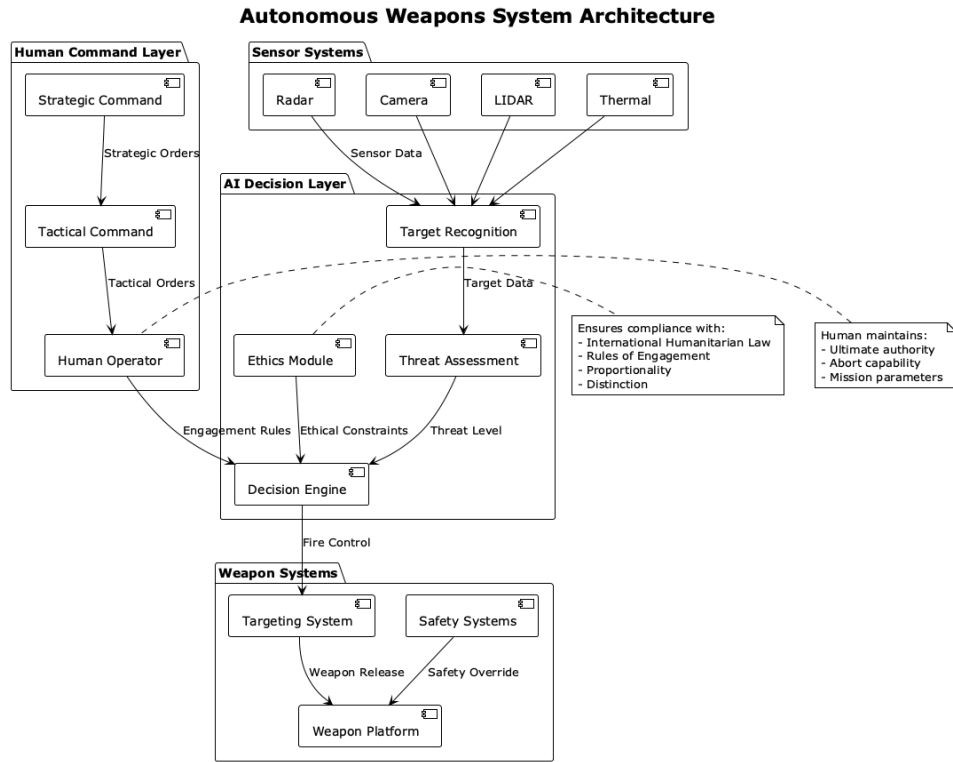 Autonomous Weapons System Architecture
Human Command Layer
Sensor Systems
Strategic Command
Radar
Camera
LIDAR
Thermal
Strategic Orders
Sensor Data
AI Decision Layer
Tactical Command
Target Recognition
Tactical Orders
Target Data
Human Operator
Ethics Module
Threat Assessment
Ensures compliance with:
- International Humanitarian Law
- Rules of Engagement
- Proportionality
- Distinction
Human maintains:
- Ultimate authority
- Abort capability
- Mission parameters
Engagement Rules
Ethical Constraints
Threat Level
Decision Engine
Fire Control
Weapon Systems
Targeting System
Safety Systems
Weapon Release
Safety Override
Weapon Platform